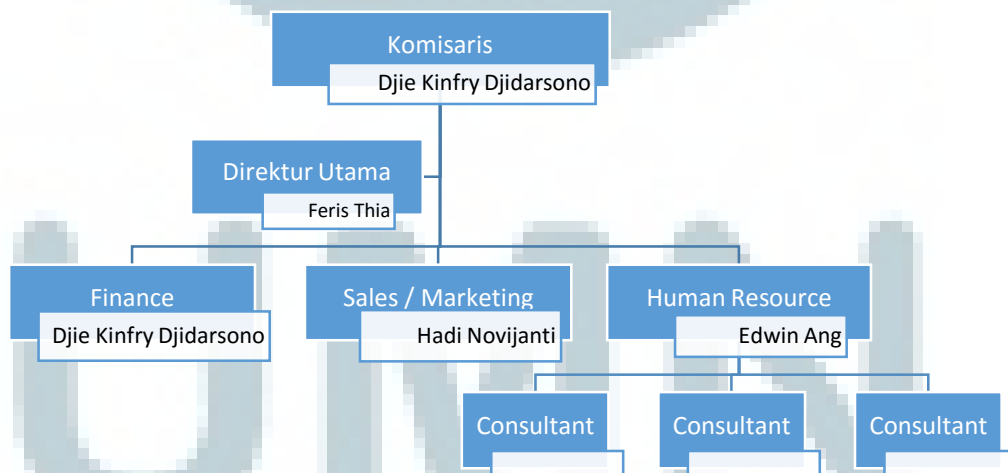 Komisaris
Djie Kinfry Djidarsono
Direktur Utama
Feris Thia
Finance
Djie Kinfry Djidarsono
Sales / Marketing
Hadi Novijanti
Human Resource
Edwin Ang
Consultant
Consultant
Consultant
UMN